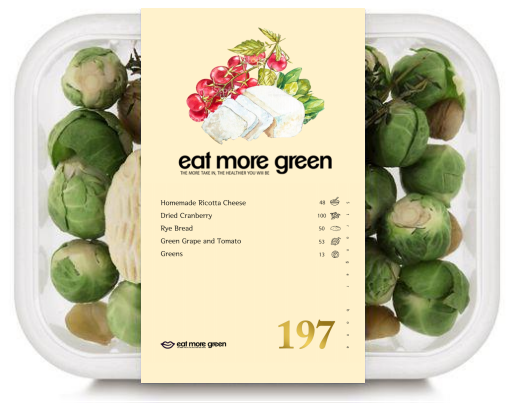 eat more green
THE MORE TAKE IN, THE HEALTHIER YOU WILL BE
Homemade Ricotta Cheese 48
Dried Cranberry 100
Rye Bread 50
Green Grape and Tomato 53
Greens 13
197
eat more green